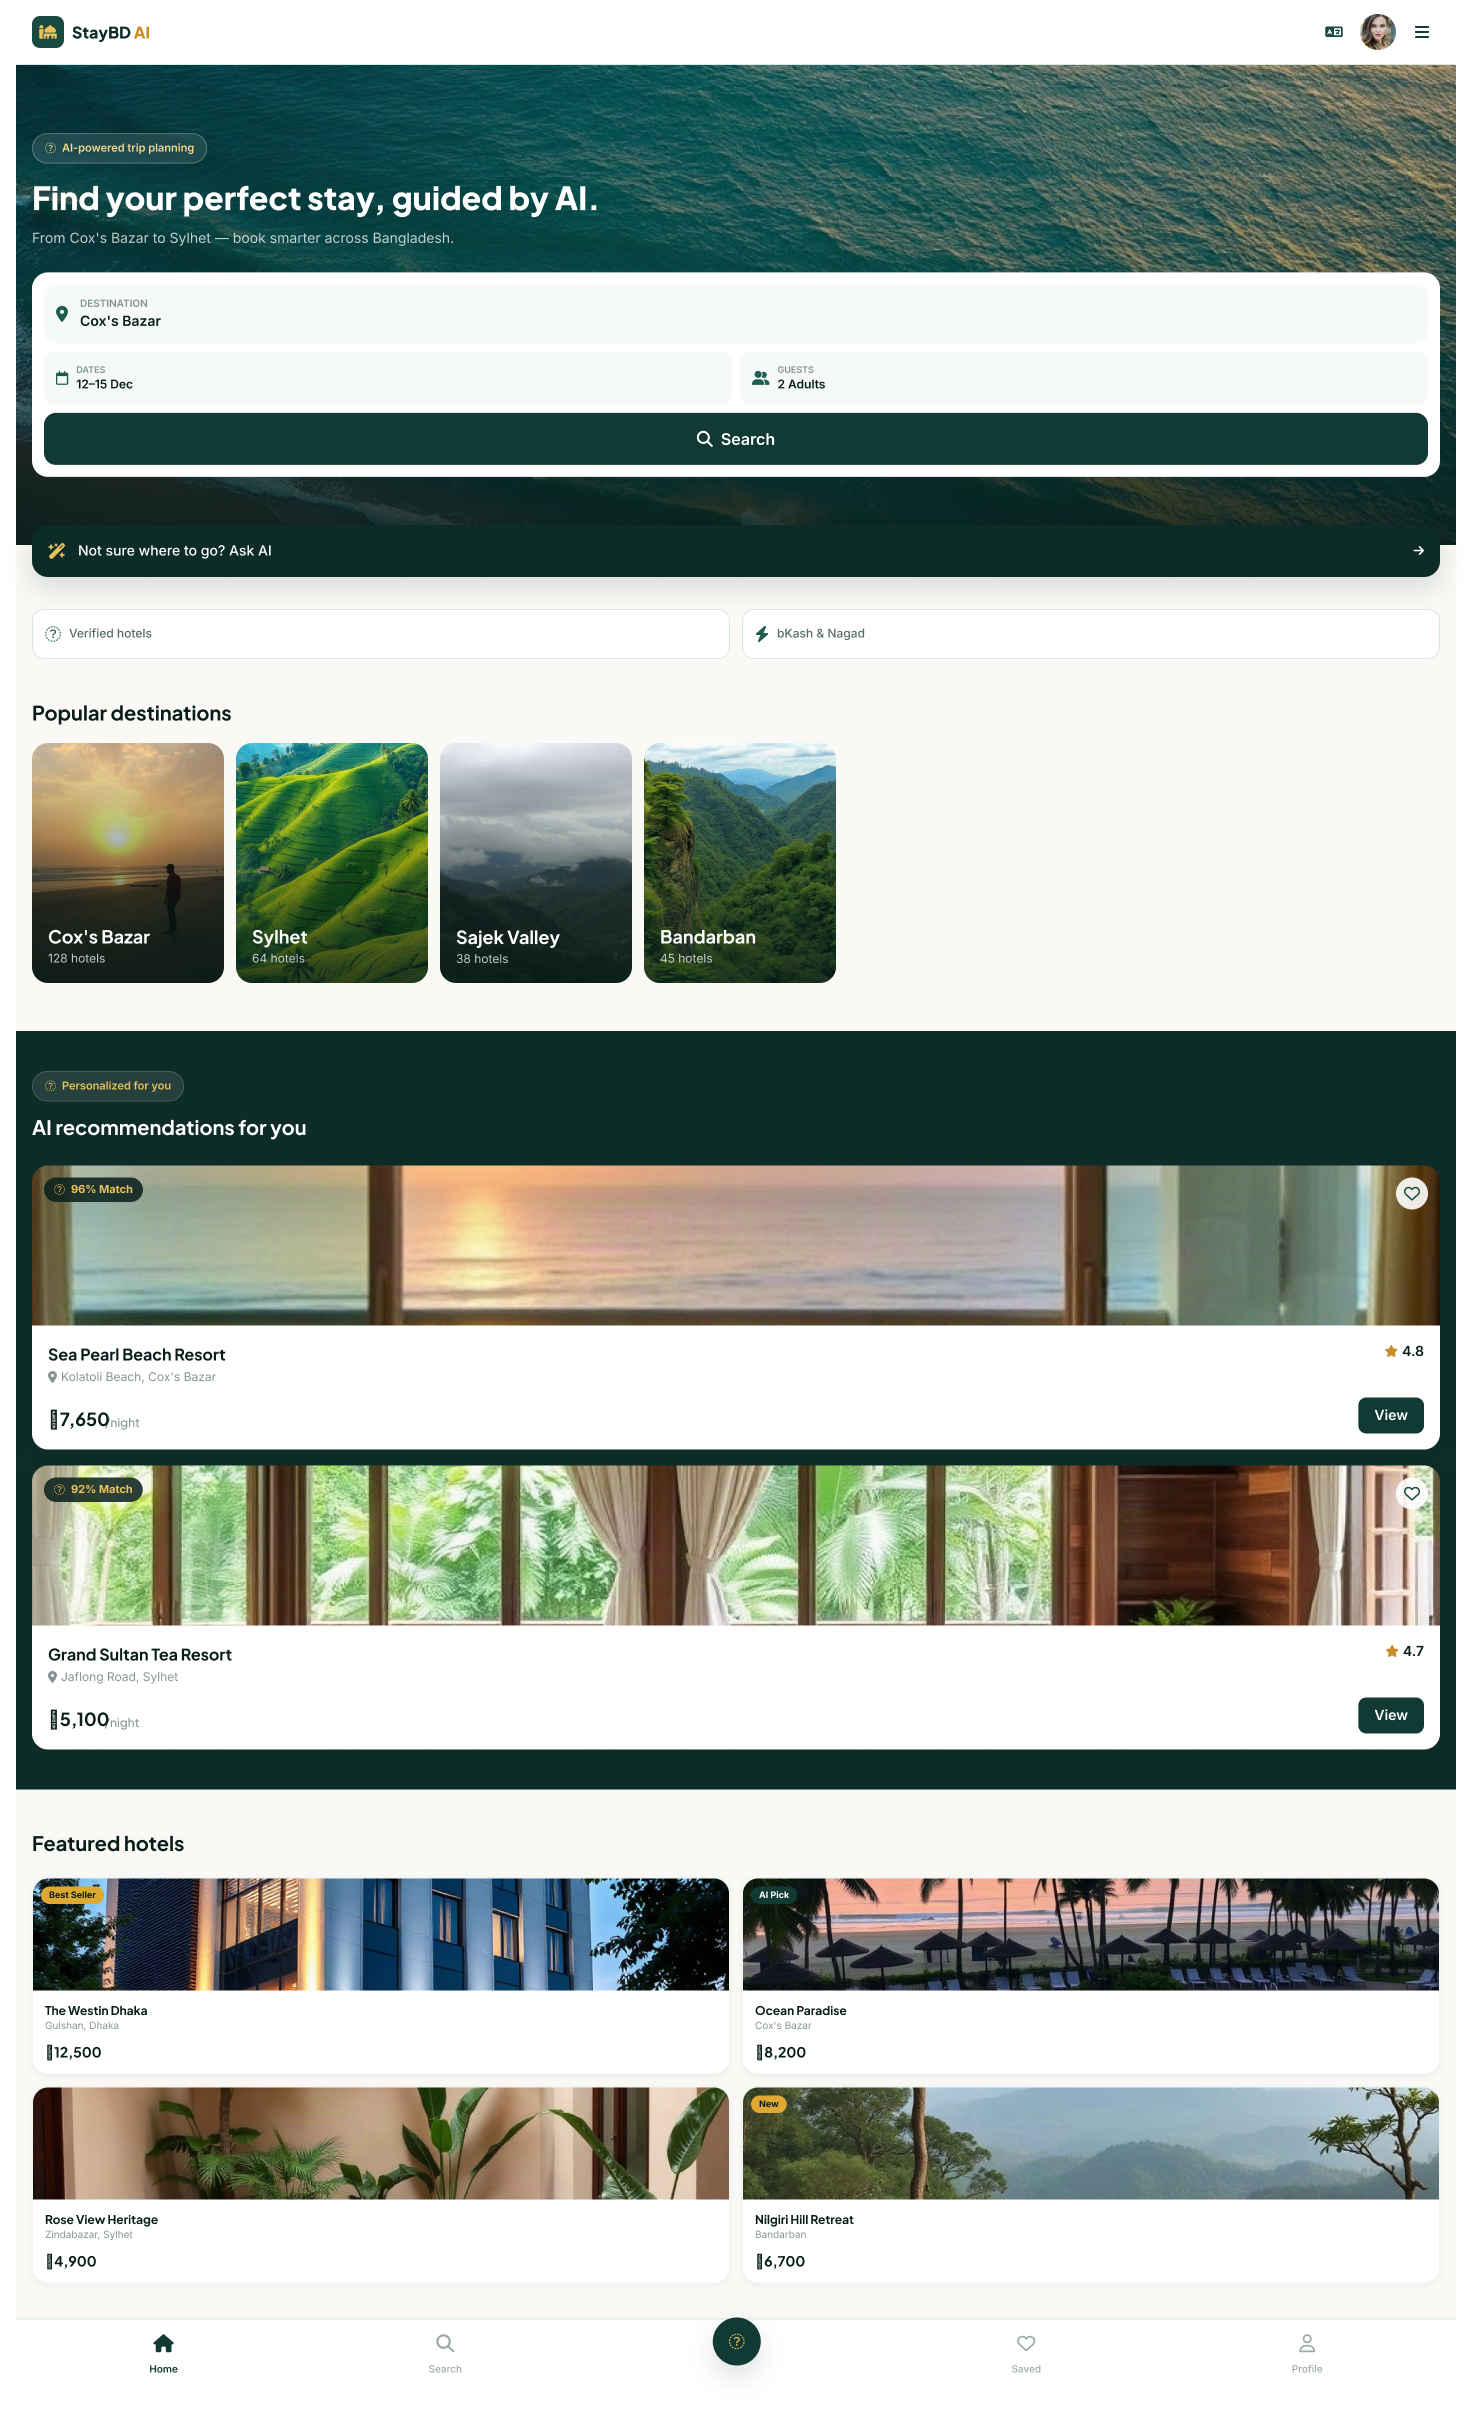 StayBD AI
AI-powered trip planning
Find your perfect stay, guided by AI.
From Cox's Bazar to Sylhet — book smarter across Bangladesh.
DESTINATION
Cox's Bazar
DATES
12–15 Dec
GUESTS
2 Adults
Search
Not sure where to go? Ask AI
Verified hotels
bKash & Nagad
Popular destinations
Cox's Bazar
128 hotels
Sylhet
64 hotels
Sajek Valley
38 hotels
Bandarban
45 hotels
Personalized for you
AI recommendations for you
96% Match
Sea Pearl Beach Resort
4.8
Kolatoli Beach, Cox's Bazar
7,650/night
View
92% Match
Grand Sultan Tea Resort
4.7
Jaflong Road, Sylhet
5,100/night
View
Featured hotels
Best Seller
The Westin Dhaka
Gulshan, Dhaka
12,500
AI Pick
Ocean Paradise
Cox's Bazar
8,200
Rose View Heritage
Zindabazar, Sylhet
4,900
New
Nilgiri Hill Retreat
Bandarban
6,700
Home
Search
Saved
Profile